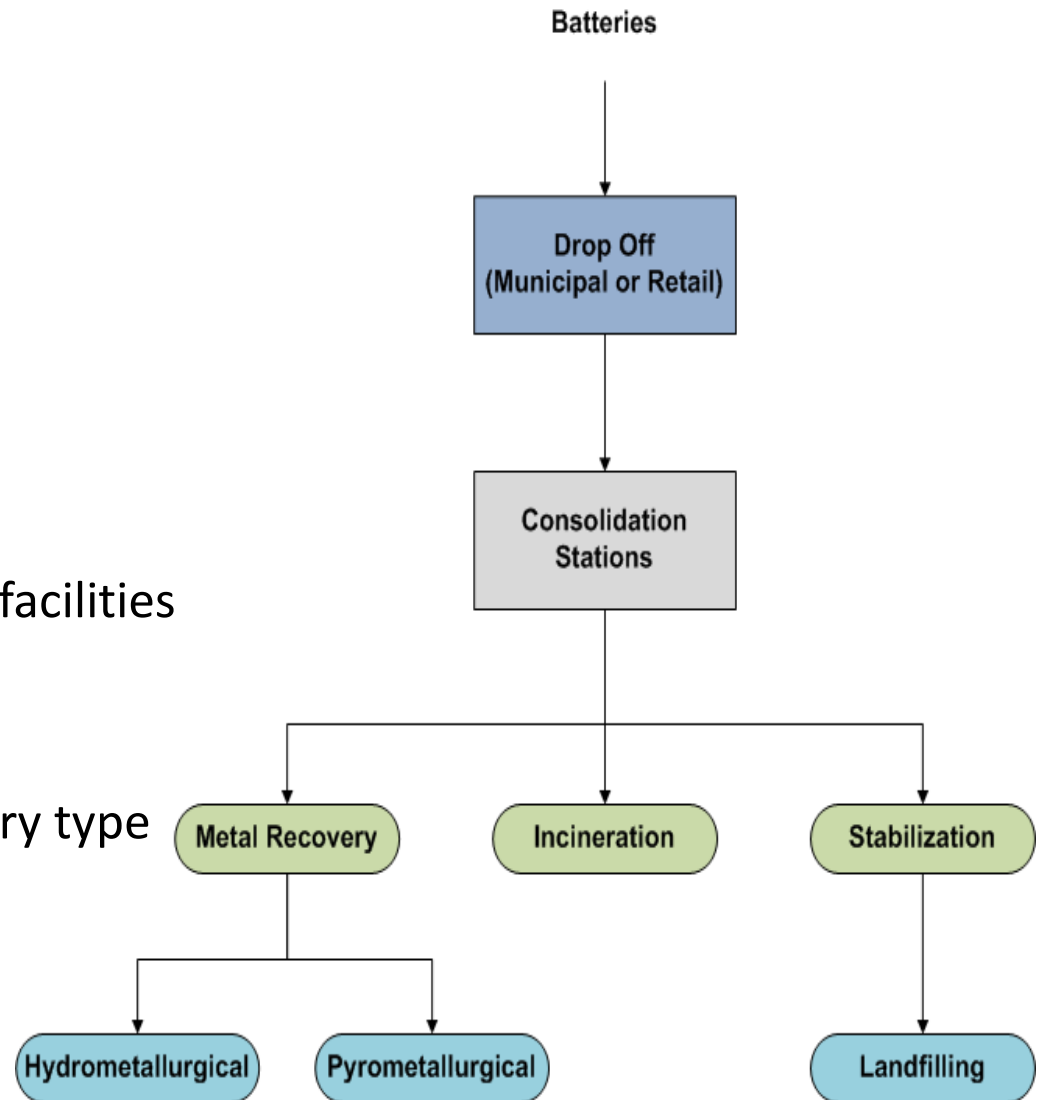 Batteries
Drop Off
(Municipal or Retail)
Consolidation
Stations
facilities
ry type
Metal Recovery
Incineration
Stabilization
Hydrometallurgical
Pyrometallurgical
Landfilling